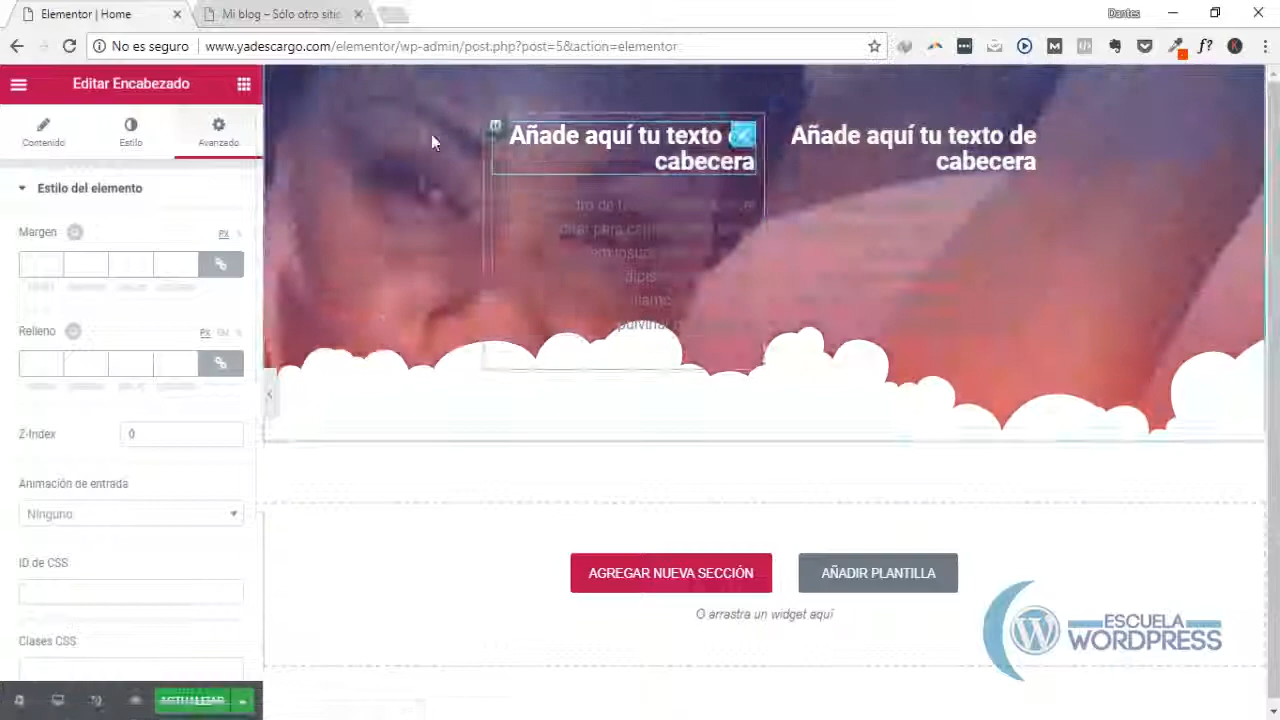 Elementor | Home
Mi blog – Sólo otro sitio
Dantes
No es seguro
www.yadescargo.com/elementor/wp-admin/post.php?post=5&action=elementor
Editar Encabezado
Contenido
Estilo
Avanzado
Estilo del elemento
Margen
PX
Relleno
PX EM %
Z-Index
0
Animación de entrada
Ninguno
ID de CSS
Clases CSS
ACTUALIZAR
Añade aquí tu texto
cabecera
Añade aquí tu texto de
cabecera
AGREGAR NUEVA SECCIÓN
AÑADIR PLANTILLA
O arrastra un widget aquí
ESCUELA
WORDPRESS